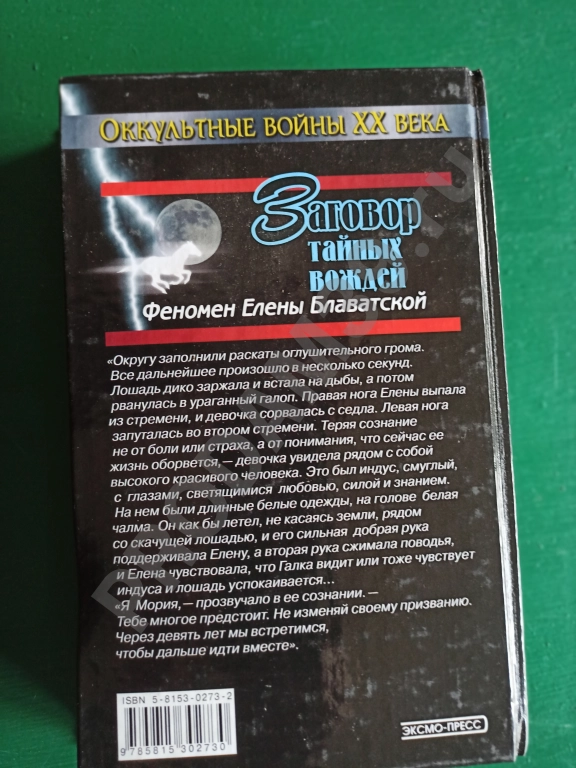 Оккультные войны XX века
Заговор
тайных
вождей
Феномен Елены Блаватской
«Округу заполнили раскаты оглушительного грома.
Все дальнейшее произошло в несколько секунд.
Лошадь дико заржала и встала на дыбы, а потом
рванулась в ураганный галоп. Правая нога Елены выпала
из стремени, и девочка сорвалась с седла. Левая нога
запуталась во втором стремени. Теряя сознание
не от боли или страха, а от понимания, что сейчас ее
жизнь оборвется, — девочка увидела рядом с собой
высокого красивого человека. Это был индус, смуглый,
с глазами, светящимися любовью, силой и знанием.
На нем были длинные белые одежды, на голове белая
чалма. Он как бы летел, не касаясь земли, рядом
со скачущей лошадью, и его сильная добрая рука
поддерживала Елену, а вторая рука сжимала поводья,
и Елена чувствовала, что Галка видит или тоже чувствует
индуса и лошадь успокаивается...
«Я Мория, — прозвучало в ее сознании. —
Тебе многое предстоит. Не изменяй своему призванию.
Через девять лет мы встретимся,
чтобы дальше идти вместе».
ISBN 5-8153-0273-2
9 785815 302730
ЭКСМО-ПРЕСС